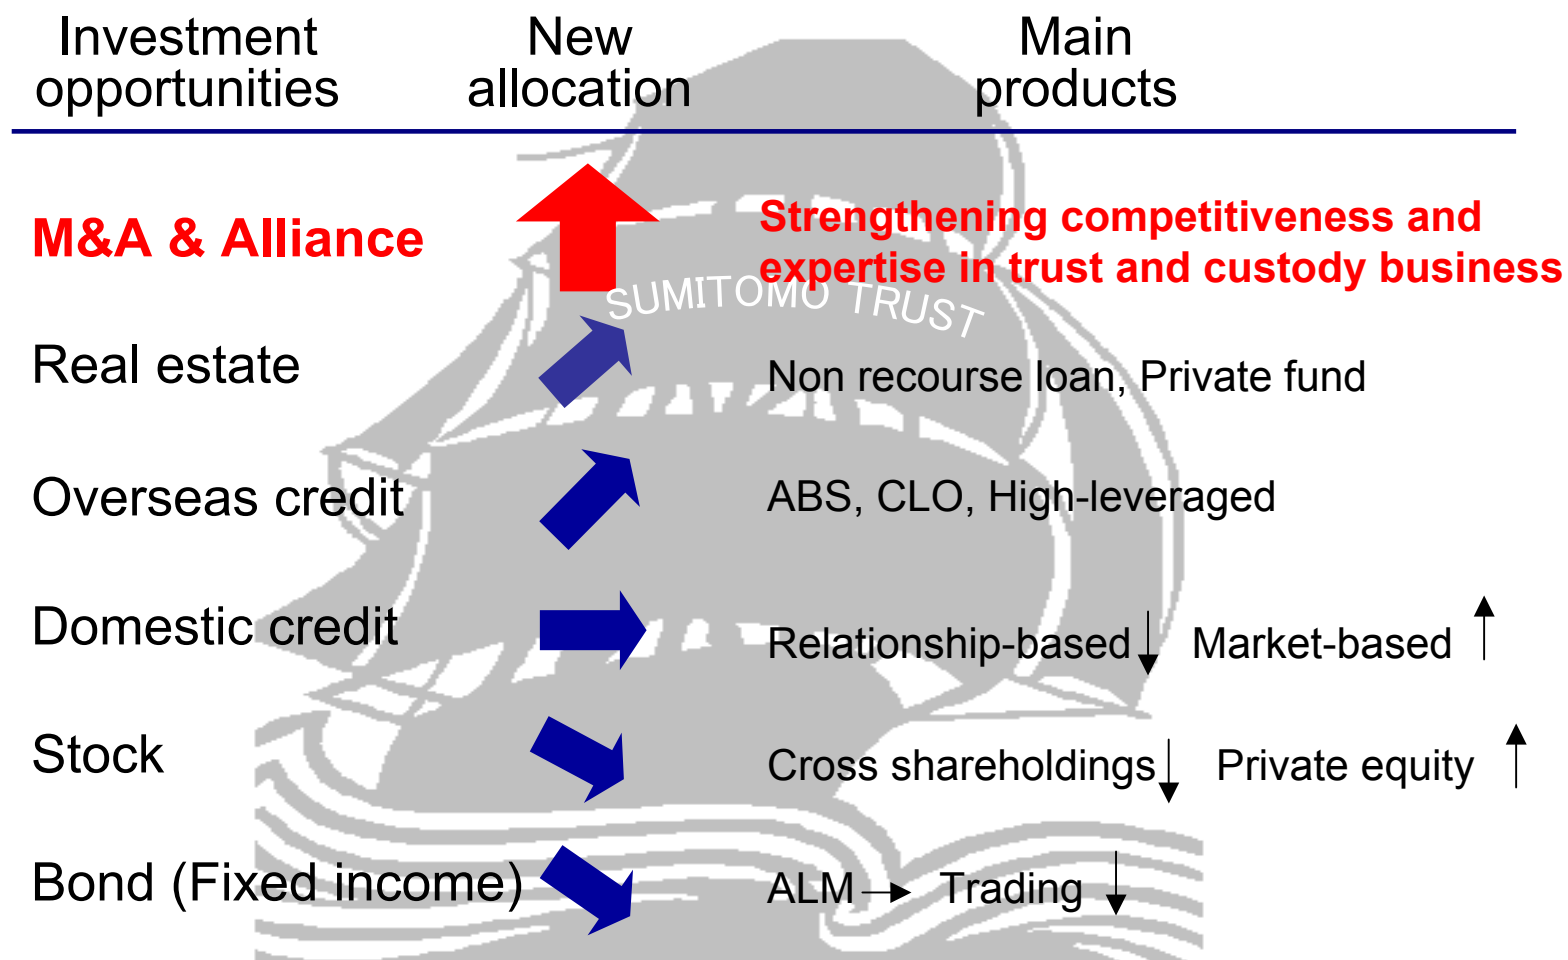 Investment
opportunities
New
allocation
Main
products
M&A & Alliance
Strengthening competitiveness and
expertise in trust and custody business
SUMITOMO TRUST
Real estate
Non recourse loan, Private fund
Overseas credit
ABS, CLO, High-leveraged
Domestic credit
Relationship-based↓ Market-based ↑
Stock
Cross shareholdings↓ Private equity ↑
Bond (Fixed income)
ALM → Trading ↓